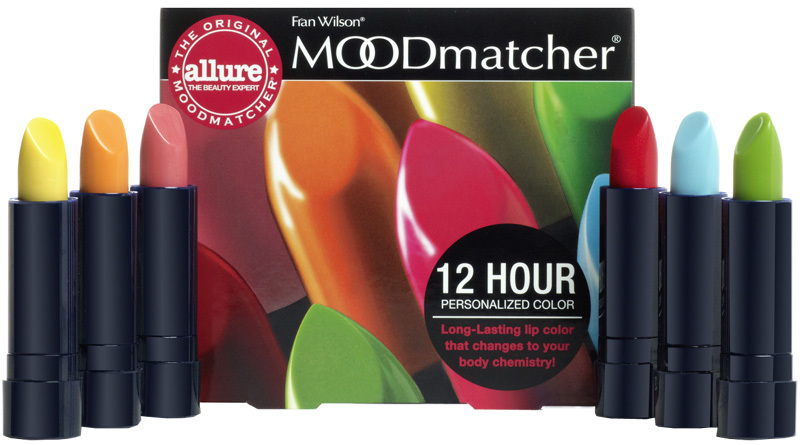 THE ORIGINAL
allure
THE BEAUTY EXPERT
MOODMATCHER
Fran Wilson®
MOODmatcher®
12 HOUR
PERSONALIZED COLOR
Long-Lasting lip color
that changes to your
body chemistry!